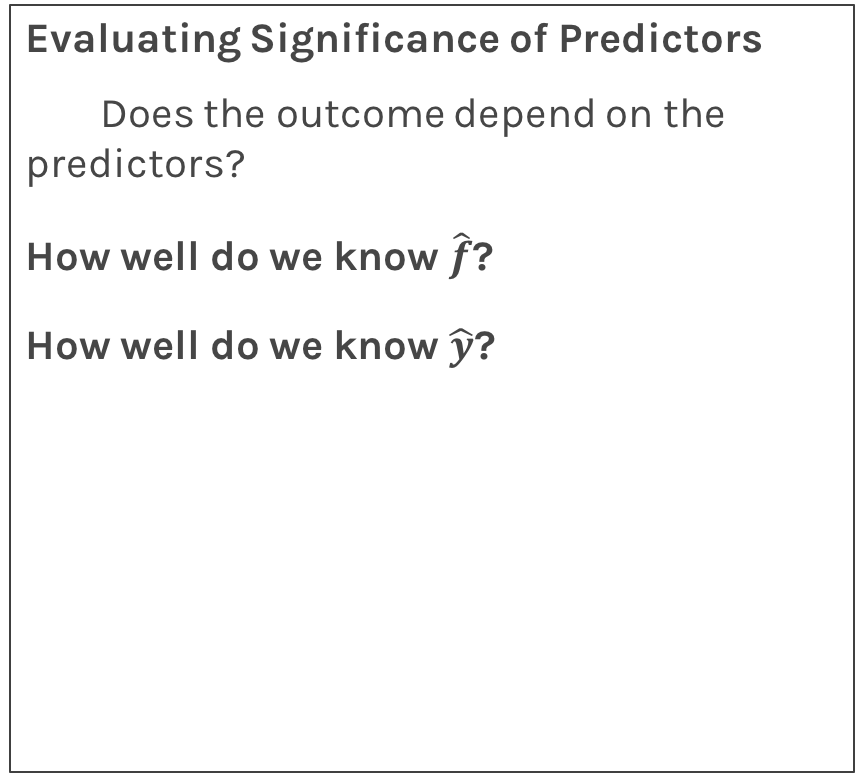 Evaluating Significance of Predictors
Does the outcome depend on the
predictors?
How well do we know f̂?
How well do we know ŷ?